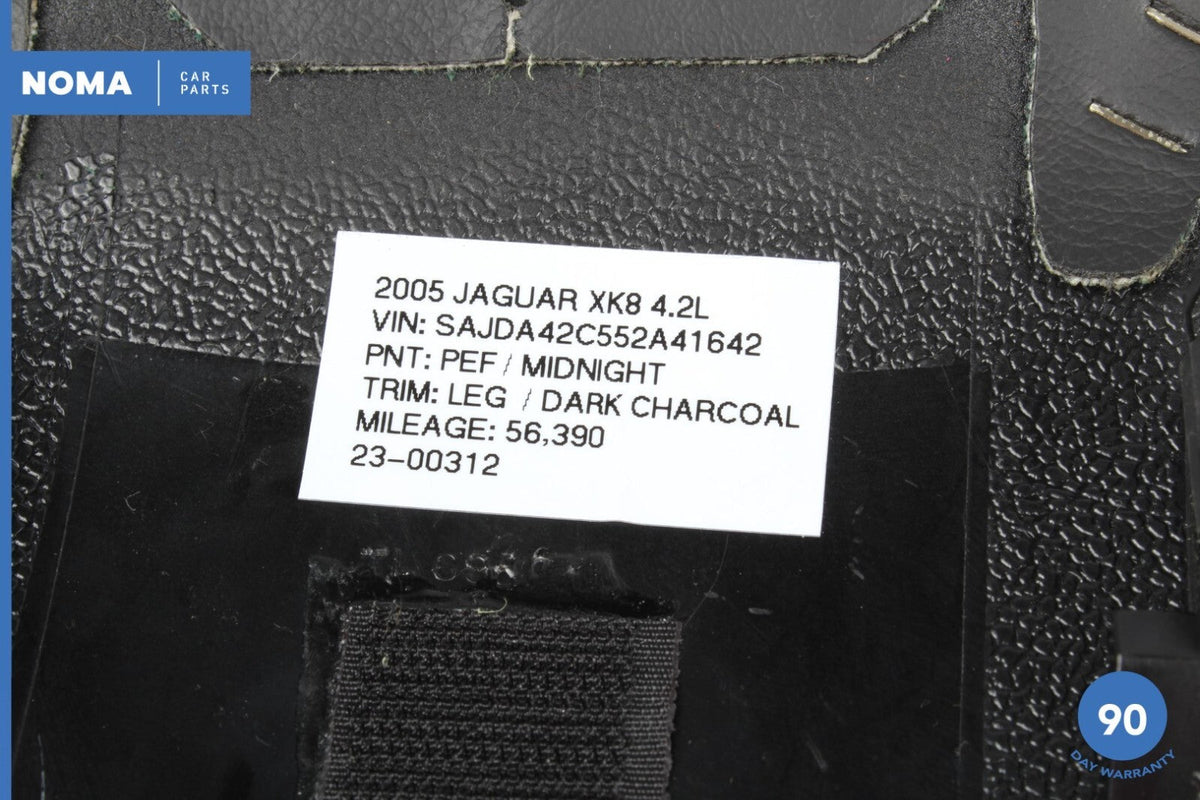 NOMA
CAR
PARTS
2005 JAGUAR XK8 4.2L
VIN: SAJDA42C552A41642
PNT: PEF / MIDNIGHT
TRIM: LEG / DARK CHARCOAL
MILEAGE: 56,390
23-00312
90
DAY WARRANTY